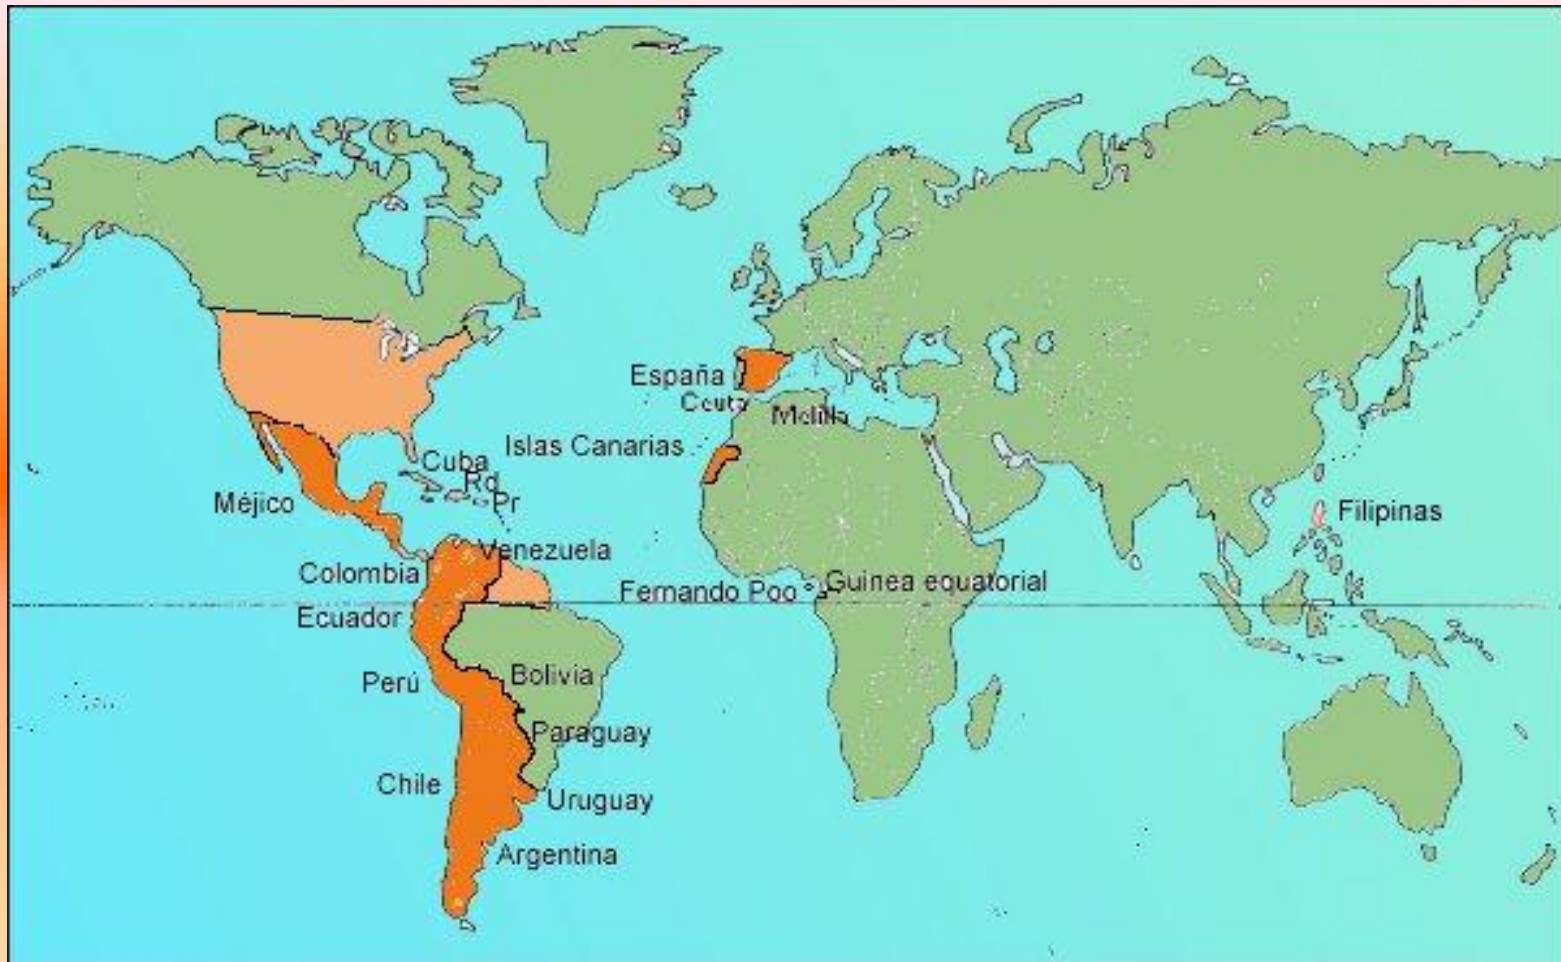 España
Ceuta
Melilla
Islas Canarias
Cuba
Rd
Pr
Méjico
Filipinas
Venezuela
Colombia
Fernando Poo
Guinea equatorial
Ecuador
Bolivia
Perú
Paraguay
Chile
Uruguay
Argentina